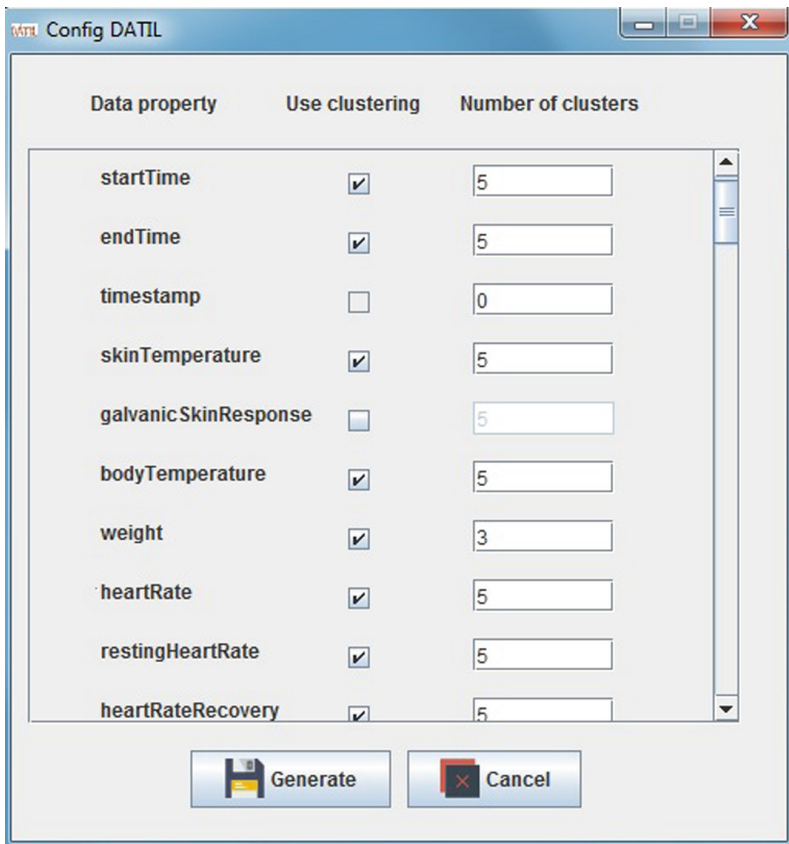 Config DATIL
Data property Use clustering Number of clusters
startTime 5
endTime 5
timestamp 0
skinTemperature 5
galvanicSkinResponse 5
bodyTemperature 5
weight 3
heartRate 5
restingHeartRate 5
heartRateRecovery 5
Generate Cancel